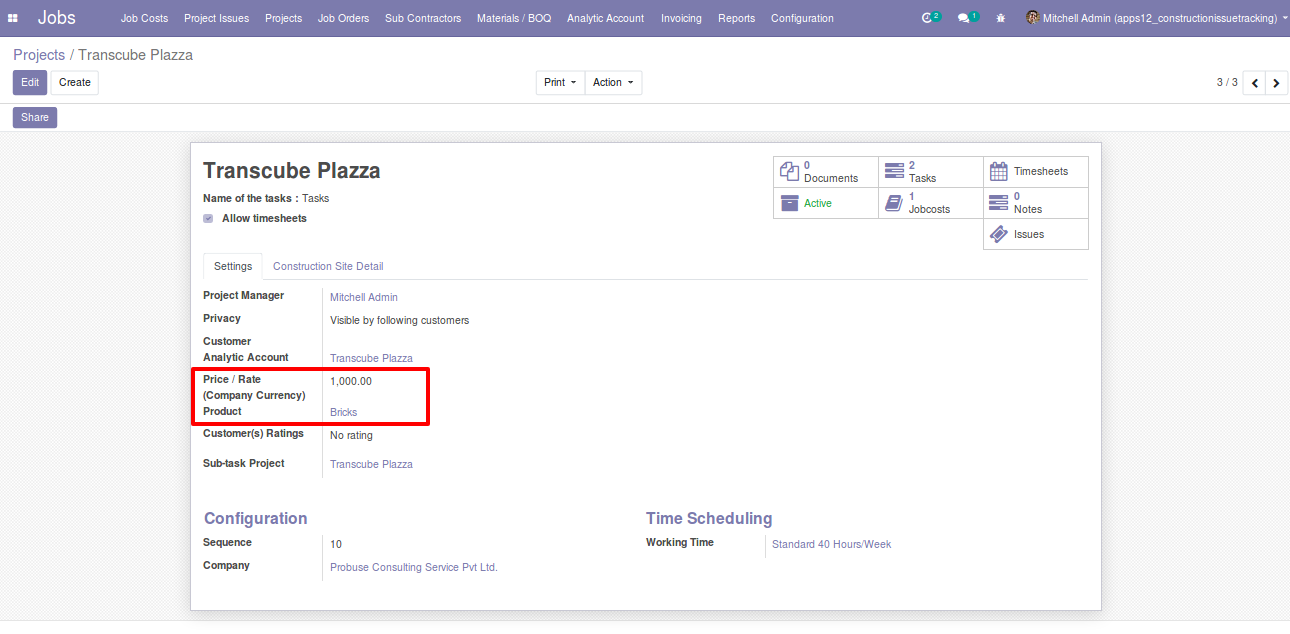 Jobs Job Costs Project Issues Projects Job Orders Sub Contractors Materials / BOQ Analytic Account Invoicing Reports Configuration 2 1 Mitchell Admin (apps12_constructionissuetracking)
Projects / Transcube Plazza
Edit Create Print Action 3 / 3
Share
Transcube Plazza
Name of the tasks : Tasks
Allow timesheets
0 Documents
2 Tasks
Timesheets
Active
1 Jobcosts
0 Notes
Issues
Settings Construction Site Detail
Project Manager Mitchell Admin
Privacy Visible by following customers
Customer
Analytic Account Transcube Plazza
Price / Rate 1,000.00
(Company Currency)
Product Bricks
Customer(s) Ratings No rating
Sub-task Project Transcube Plazza
Configuration
Sequence 10
Company Probuse Consulting Service Pvt Ltd.
Time Scheduling
Working Time Standard 40 Hours/Week